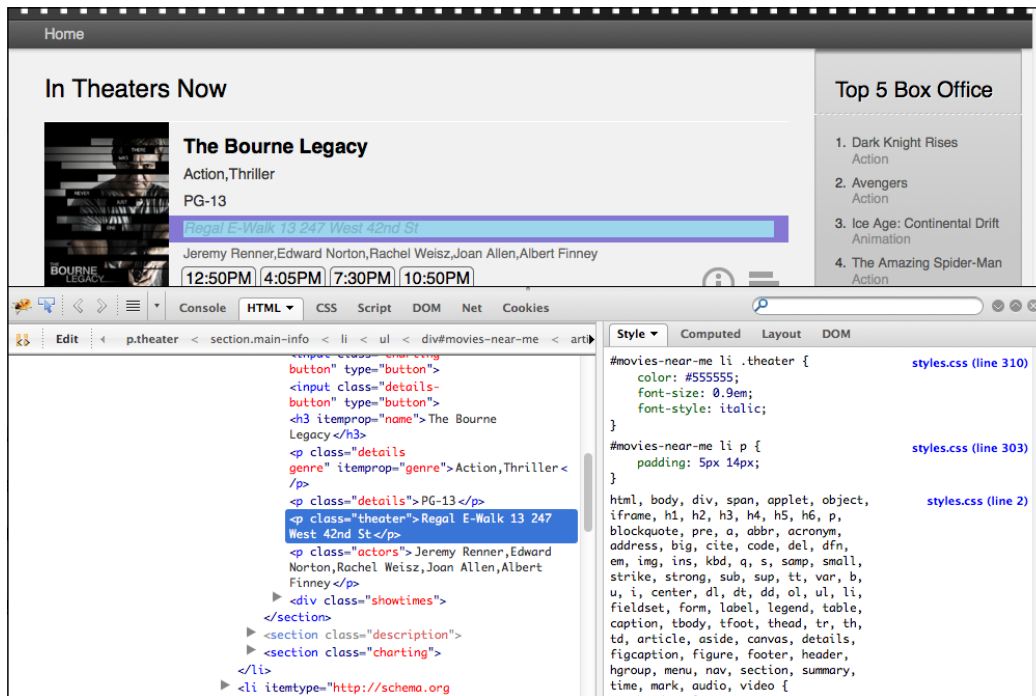 Home
In Theaters Now
Top 5 Box Office
The Bourne Legacy
Action,Thriller
PG-13
Regal E-Walk 13 247 West 42nd St
Jeremy Renner,Edward Norton,Rachel Weisz,Joan Allen,Albert Finney
12:50PM 4:05PM 7:30PM 10:50PM
THERE
WAS
NEVER
JUST
ONE
THE
BOURNE
LEGACY
1. Dark Knight Rises
Action
2. Avengers
Action
3. Ice Age: Continental Drift
Animation
4. The Amazing Spider-Man
Action
Console HTML CSS Script DOM Net Cookies
Edit p.theater < section.main-info < li < ul < div#movies-near-me < arti
<input class="charting
button" type="button">
<input class="details-
button" type="button">
<h3 itemprop="name">The Bourne
Legacy</h3>
<p class="details
genre" itemprop="genre">Action,Thriller<
/p>
<p class="details">PG-13</p>
<p class="theater">Regal E-Walk 13 247
West 42nd St</p>
<p class="actors">Jeremy Renner,Edward
Norton,Rachel Weisz,Joan Allen,Albert
Finney</p>
<div class="showtimes">
</section>
<section class="description">
<section class="charting">
</li>
<li itemtype="http://schema.org
Style Computed Layout DOM
#movies-near-me li .theater { styles.css (line 310)
color: #555555;
font-size: 0.9em;
font-style: italic;
}
#movies-near-me li p { styles.css (line 303)
padding: 5px 14px;
}
html, body, div, span, applet, object, styles.css (line 2)
iframe, h1, h2, h3, h4, h5, h6, p,
blockquote, pre, a, abbr, acronym,
address, big, cite, code, del, dfn,
em, img, ins, kbd, q, s, samp, small,
strike, strong, sub, sup, tt, var, b,
u, i, center, dl, dt, dd, ol, ul, li,
fieldset, form, label, legend, table,
caption, tbody, tfoot, thead, tr, th,
td, article, aside, canvas, details,
figcaption, figure, footer, header,
hgroup, menu, nav, section, summary,
time, mark, audio, video {